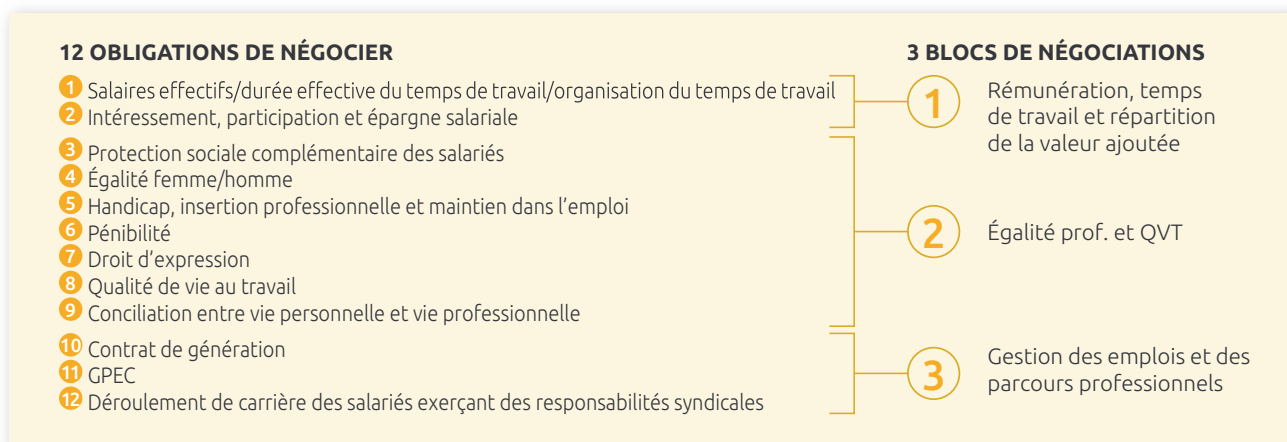 12 OBLIGATIONS DE NÉGOCIER
1 Salaires effectifs/durée effective du temps de travail/organisation du temps de travail
2 Intéressement, participation et épargne salariale
3 Protection sociale complémentaire des salariés
4 Égalité femme/homme
5 Handicap, insertion professionnelle et maintien dans l'emploi
6 Pénibilité
7 Droit d'expression
8 Qualité de vie au travail
9 Conciliation entre vie personnelle et vie professionnelle
10 Contrat de génération
11 GPEC
12 Déroulement de carrière des salariés exerçant des responsabilités syndicales
3 BLOCS DE NÉGOCIATIONS
1 Rémunération, temps
de travail et répartition
de la valeur ajoutée
2 Égalité prof. et QVT
3 Gestion des emplois et des
parcours professionnels